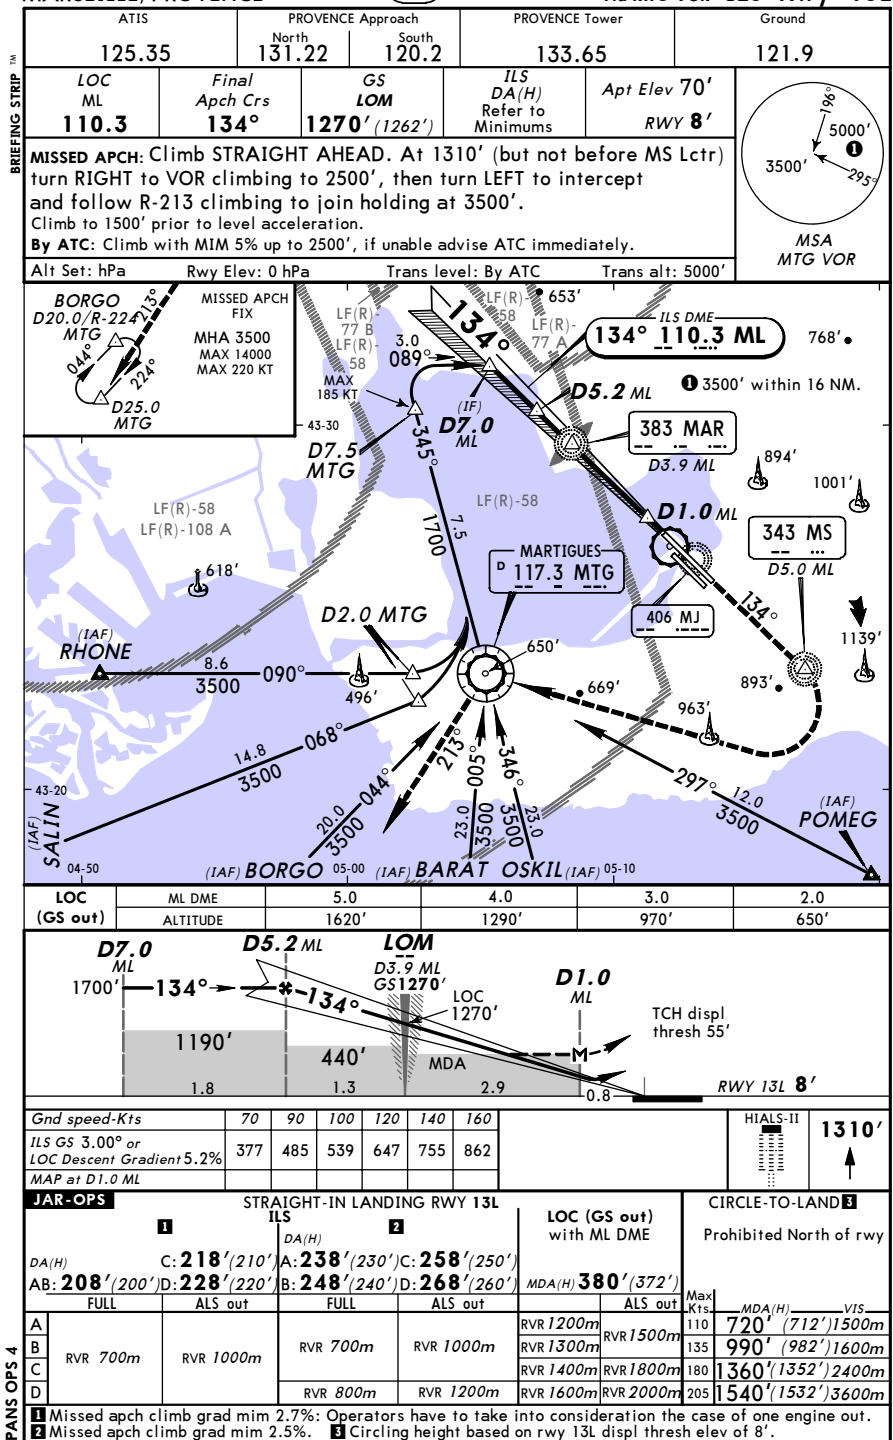 ATIS
PROVENCE Approach
PROVENCE Tower
Ground
North
South
125.35
131.22
120.2
133.65
121.9
BRIEFING STRIP TM
LOC
ML
110.3
Final
Apch Crs
134°
GS
LOM
1270' (1262')
ILS
DA(H)
Refer to
Minimums
Apt Elev 70'
RWY 8'
196°
5000'
1
3500'
295°
MSA
MTG VOR
MISSED APCH: Climb STRAIGHT AHEAD. At 1310' (but not before MS Lctr)
turn RIGHT to VOR climbing to 2500', then turn LEFT to intercept
and follow R-213 climbing to join holding at 3500'.
Climb to 1500' prior to level acceleration.
By ATC: Climb with MIM 5% up to 2500', if unable advise ATC immediately.
Alt Set: hPa
Rwy Elev: 0 hPa
Trans level: By ATC
Trans alt: 5000'
BORGO
D20.0/R-224
MTG
213°
044°
224°
D25.0
MTG
MISSED APCH
FIX
MHA 3500
MAX 14000
MAX 220 KT
LF(R)-
77 B
LF(R)-
58
LF(R)-
58
LF(R)-
77 A
653'
134°
3.0
089°
MAX
185 KT
ILS DME
134° 110.3 ML
768'
D5.2 ML
1 3500' within 16 NM.
43-30
(IF)
D7.0
ML
D7.5
MTG
345°
383 MAR
D3.9 ML
894'
1001'
LF(R)-58
LF(R)-108 A
LF(R)-58
D1.0 ML
7.5
1700
343 MS
D5.0 ML
MARTIGUES
D 117.3 MTG
618'
406 MJ
134°
D2.0 MTG
1139'
(IAF)
RHONE
650'
8.6
3500
090°
496'
669'
893'
963'
14.8
3500
068°
213°
005°
346°
297°
12.0
3500
43-20
20.0
3500
044°
23.0
3500
3500
23.0
(IAF)
POMEG
(IAF)
SALIN
04-50
(IAF) BORGO
05-00
(IAF) BARAT
OSKIL (IAF)
05-10
LOC
(GS out)
ML DME
5.0
4.0
3.0
2.0
ALTITUDE
1620'
1290'
970'
650'
D7.0
ML
D5.2 ML
LOM
D3.9 ML
GS1270'
D1.0
ML
1700'
134°
134°
LOC
1270'
TCH displ
thresh 55'
1190'
440'
MDA
M
1.8
1.3
2.9
0.8
RWY 13L 8'
Gnd speed-Kts
70
90
100
120
140
160
ILS GS 3.00° or
LOC Descent Gradient 5.2%
377
485
539
647
755
862
MAP at D1.0 ML
HIALS-II
1310'
JAR-OPS
STRAIGHT-IN LANDING RWY 13L
CIRCLE-TO-LAND 3
ILS
LOC (GS out)
with ML DME
Prohibited North of rwy
1
2
DA(H)
C: 218' (210')
AB: 208' (200') D: 228' (220')
DA(H)
A: 238' (230') C: 258' (250')
B: 248' (240') D: 268' (260')
MDA(H) 380' (372')
FULL
ALS out
FULL
ALS out
ALS out
Max
Kts
MDA(H)
VIS
A
B
C
D
RVR 700m
RVR 1000m
RVR 700m
RVR 1000m
RVR 800m
RVR 1200m
RVR 1200m
RVR 1300m
RVR 1500m
RVR 1400m
RVR 1800m
RVR 1600m
RVR 2000m
110
720' (712') 1500m
135
990' (982') 1600m
180
1360' (1352') 2400m
205
1540' (1532') 3600m
PANS OPS 4
1 Missed apch climb grad mim 2.7%: Operators have to take into consideration the case of one engine out.
2 Missed apch climb grad mim 2.5%. 3 Circling height based on rwy 13L displ thresh elev of 8'.